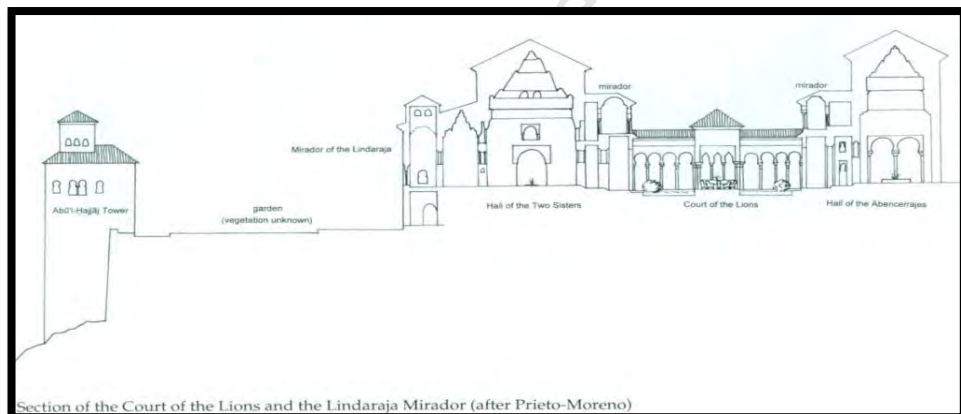 mirador
mirador
Mirador of the Lindaraja
Abū'l-Ḥajjāj Tower
garden
(vegetation unknown)
Hall of the Two Sisters
Court of the Lions
Hall of the Abencerrajes
Section of the Court of the Lions and the Lindaraja Mirador (after Prieto-Moreno)